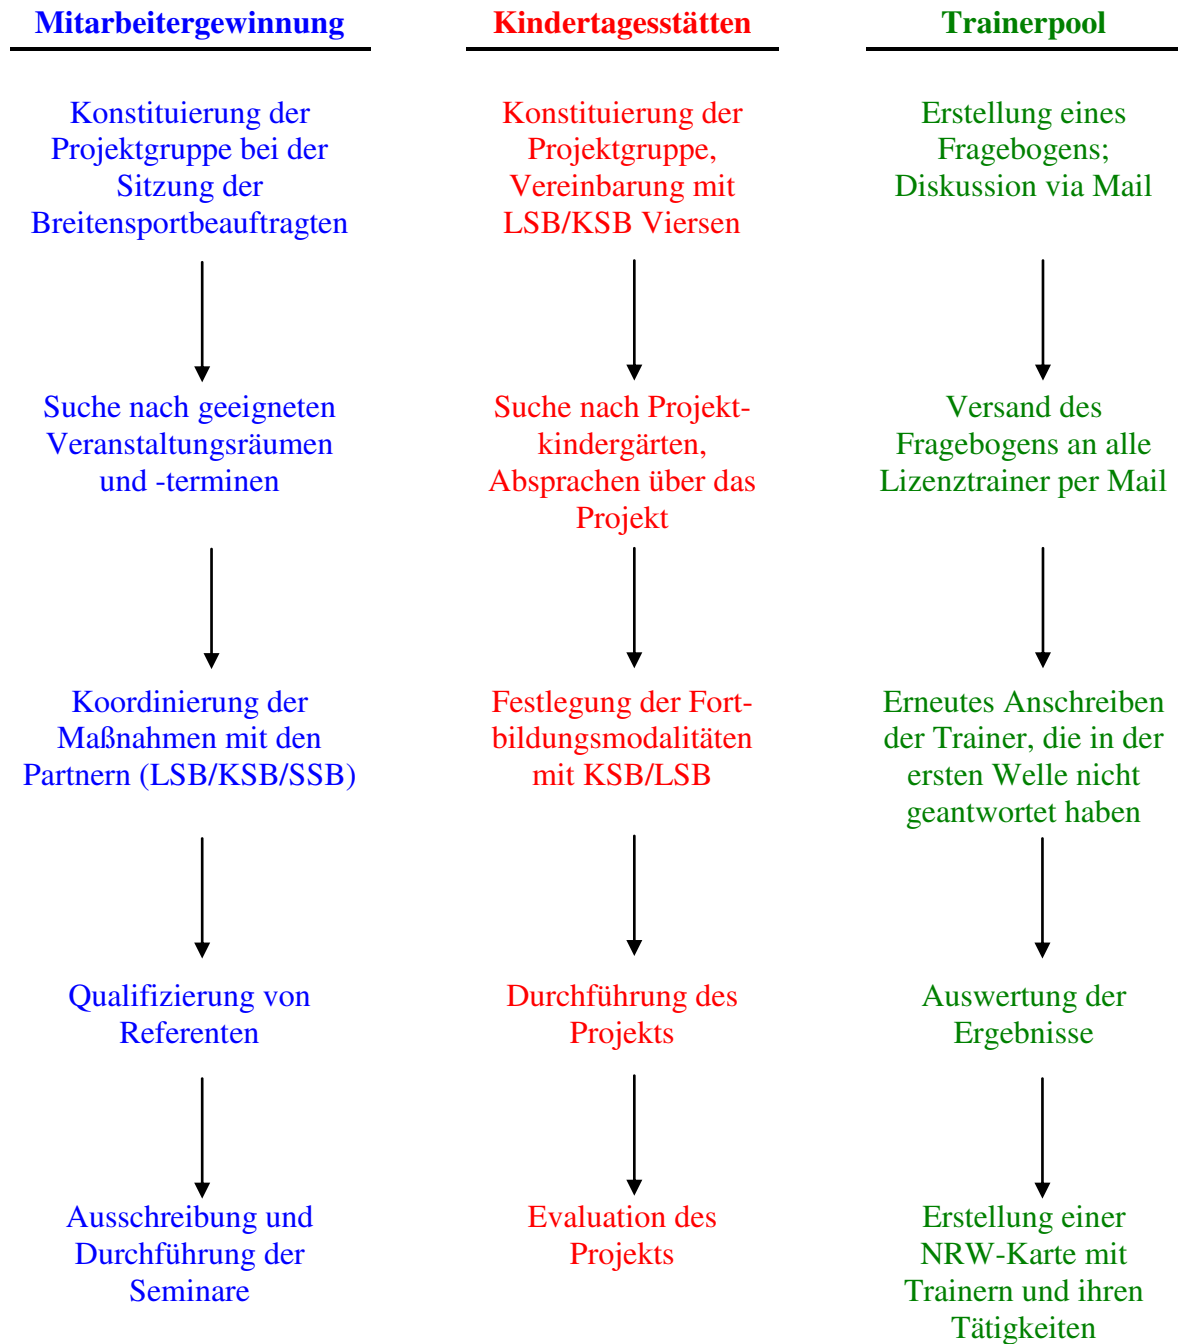 Mitarbeitergewinnung
Konstituierung der
Projektgruppe bei der
Sitzung der
Breitensportbeauftragten
Suche nach geeigneten
Veranstaltungsräumen
und -terminen
Koordinierung der
Maßnahmen mit den
Partnern (LSB/KSB/SSB)
Qualifizierung von
Referenten
Ausschreibung und
Durchführung der
Seminare
Kindertagesstätten
Konstituierung der
Projektgruppe,
Vereinbarung mit
LSB/KSB Viersen
Suche nach Projekt-
kindergärten,
Absprachen über das
Projekt
Festlegung der Fort-
bildungsmodalitäten
mit KSB/LSB
Durchführung des
Projekts
Evaluation des
Projekts
Trainerpool
Erstellung eines
Fragebogens;
Diskussion via Mail
Versand des
Fragebogens an alle
Lizenztrainer per Mail
Erneutes Anschreiben
der Trainer, die in der
ersten Welle nicht
geantwortet haben
Auswertung der
Ergebnisse
Erstellung einer
NRW-Karte mit
Trainern und ihren
Tätigkeiten